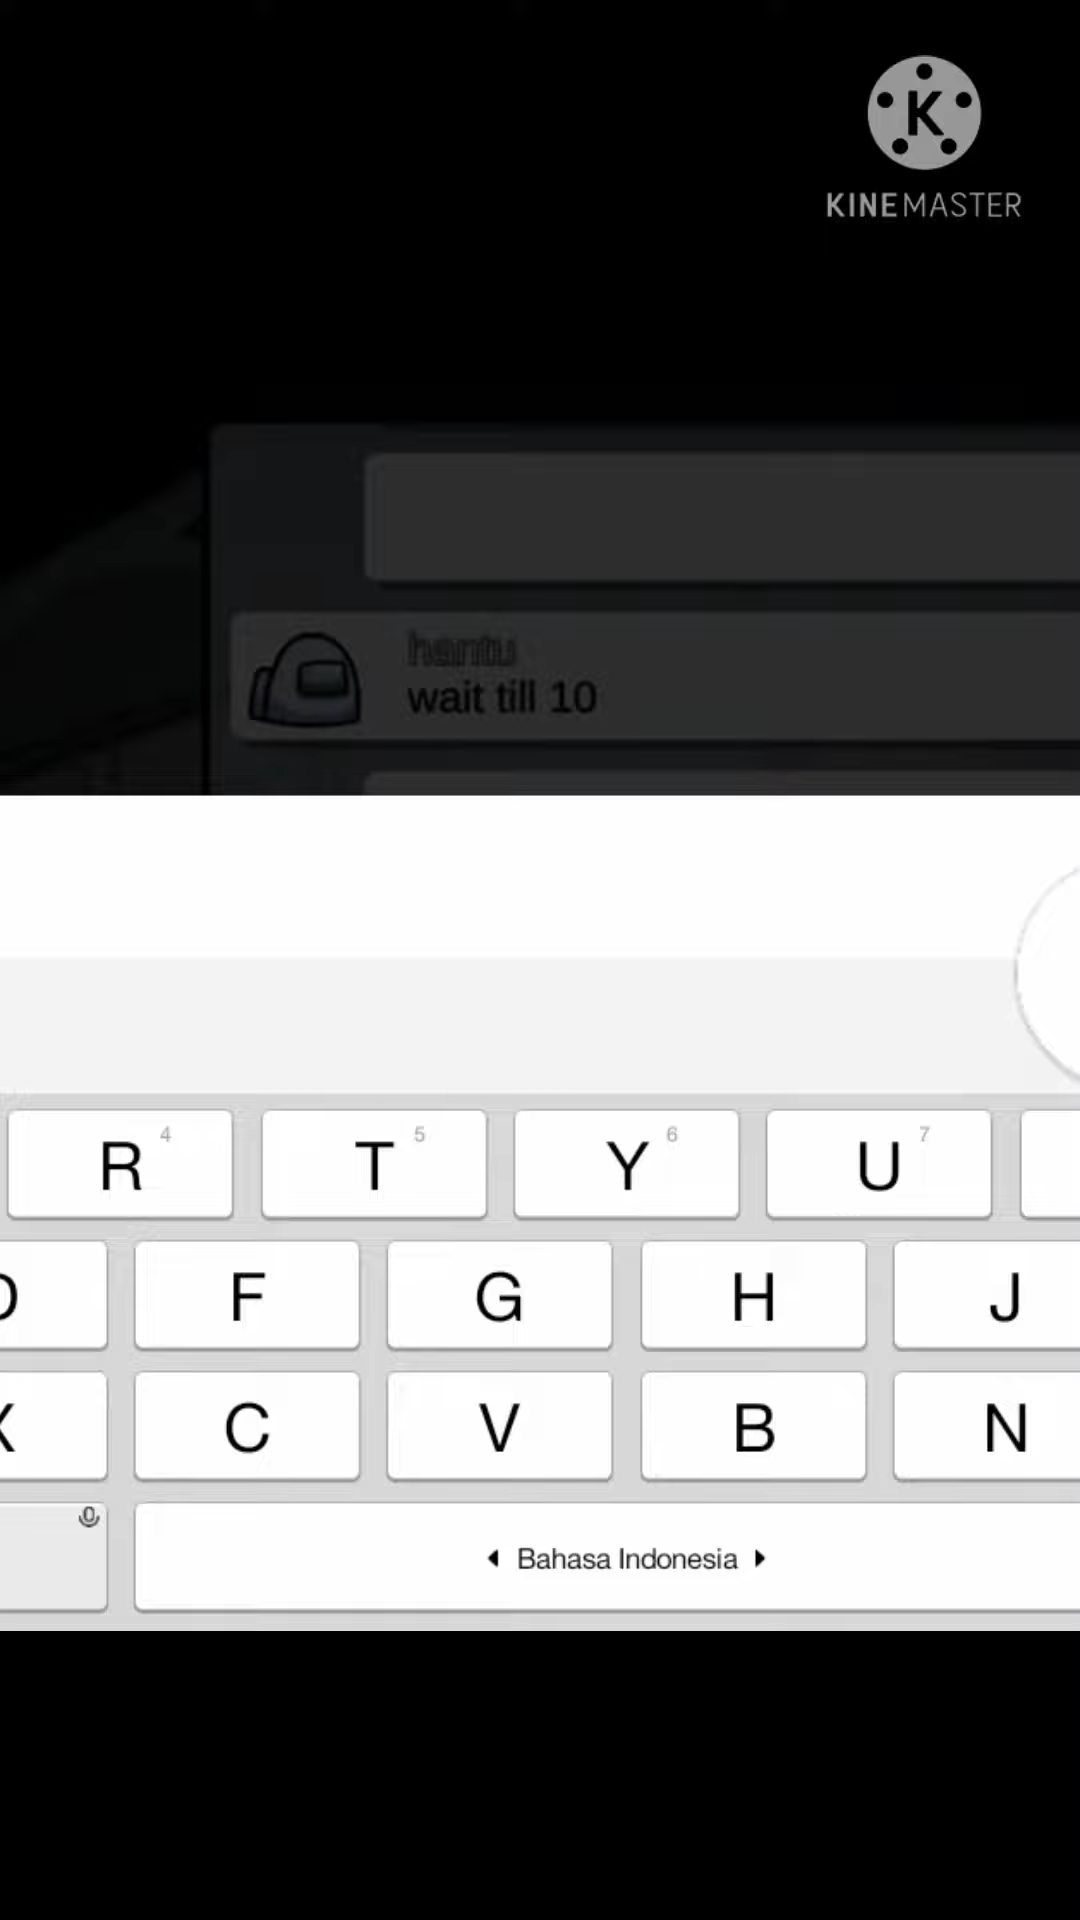 K
KINEMASTER
hantu
wait till 10
R 4 T 5 Y 6 U 7
D F G H J
X C V B N
Bahasa Indonesia